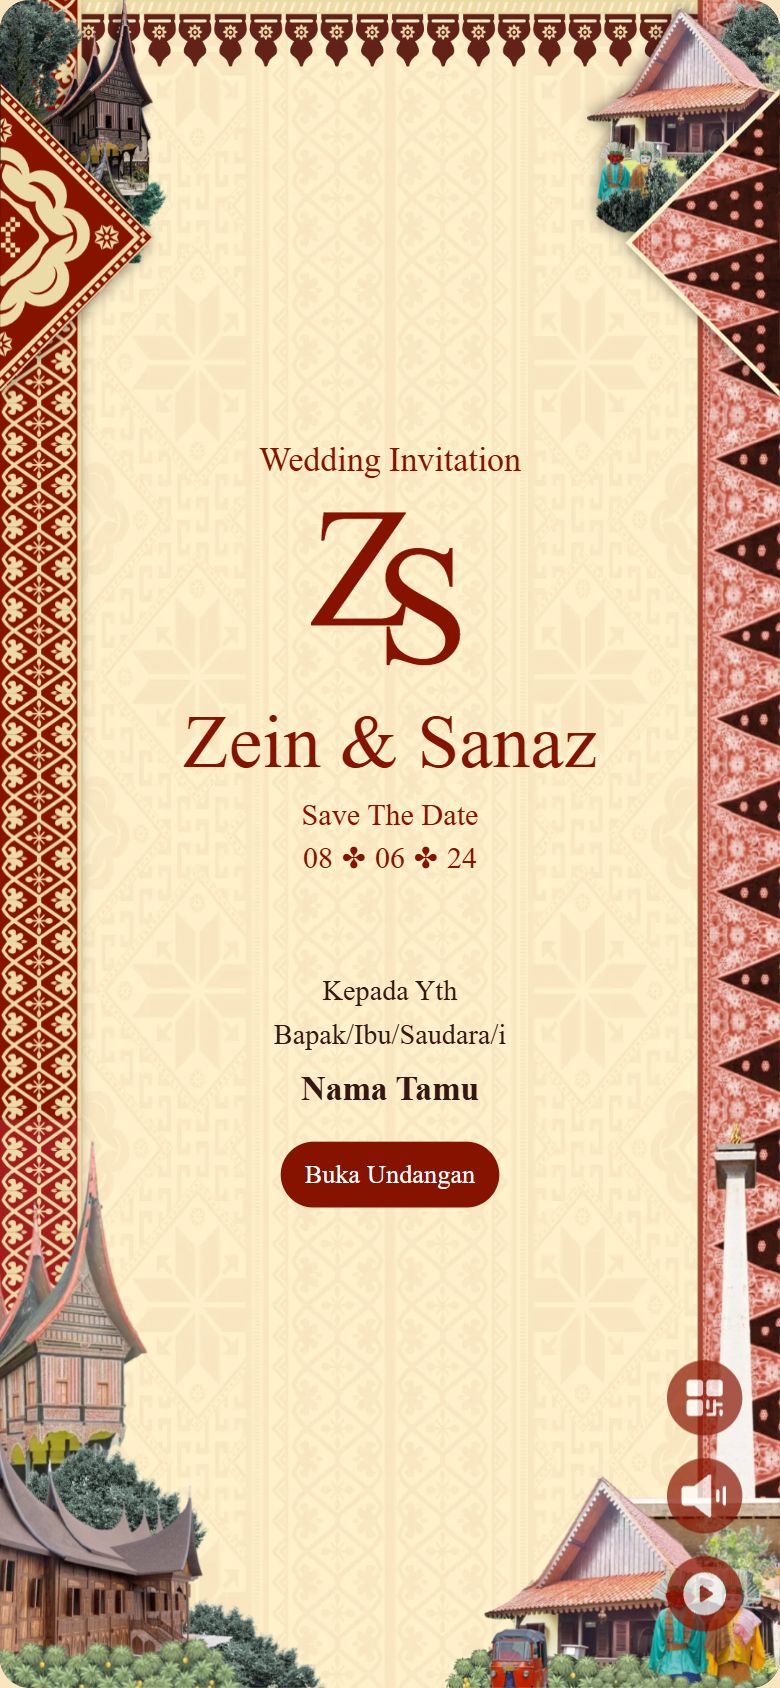 Wedding Invitation
ZS
Zein & Sanaz
Save The Date
08 ✤ 06 ✤ 24
Kepada Yth
Bapak/Ibu/Saudara/i
Nama Tamu
Buka Undangan